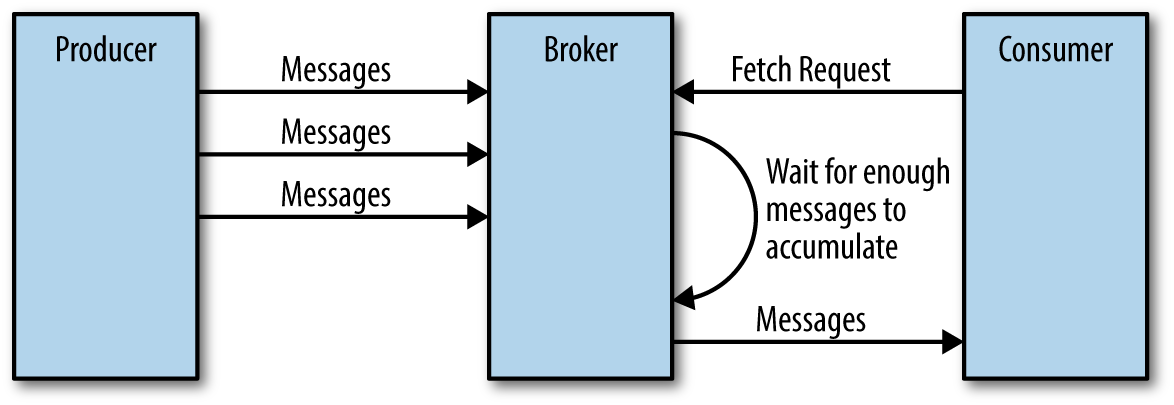 Producer
Broker
Consumer
Messages
Fetch Request
Messages
Wait for enough
messages to
accumulate
Messages
Messages